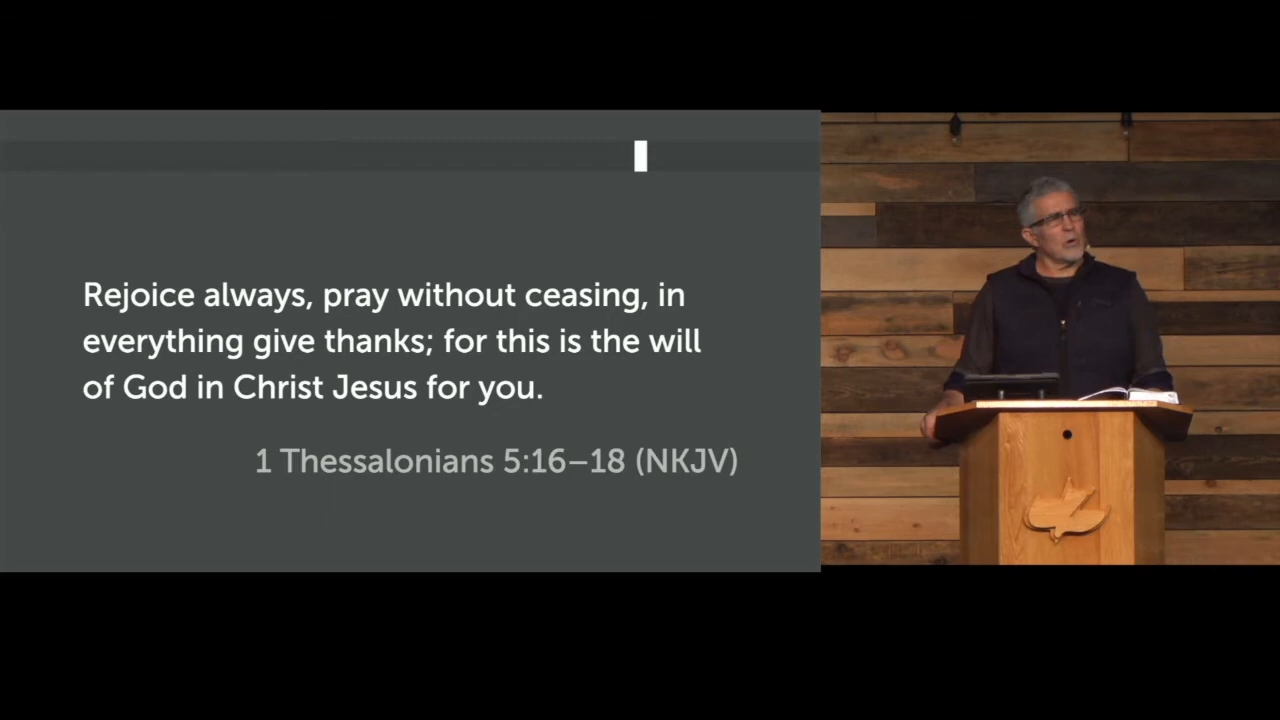 Rejoice always, pray without ceasing, in
everything give thanks; for this is the will
of God in Christ Jesus for you.
1 Thessalonians 5:16–18 (NKJV)